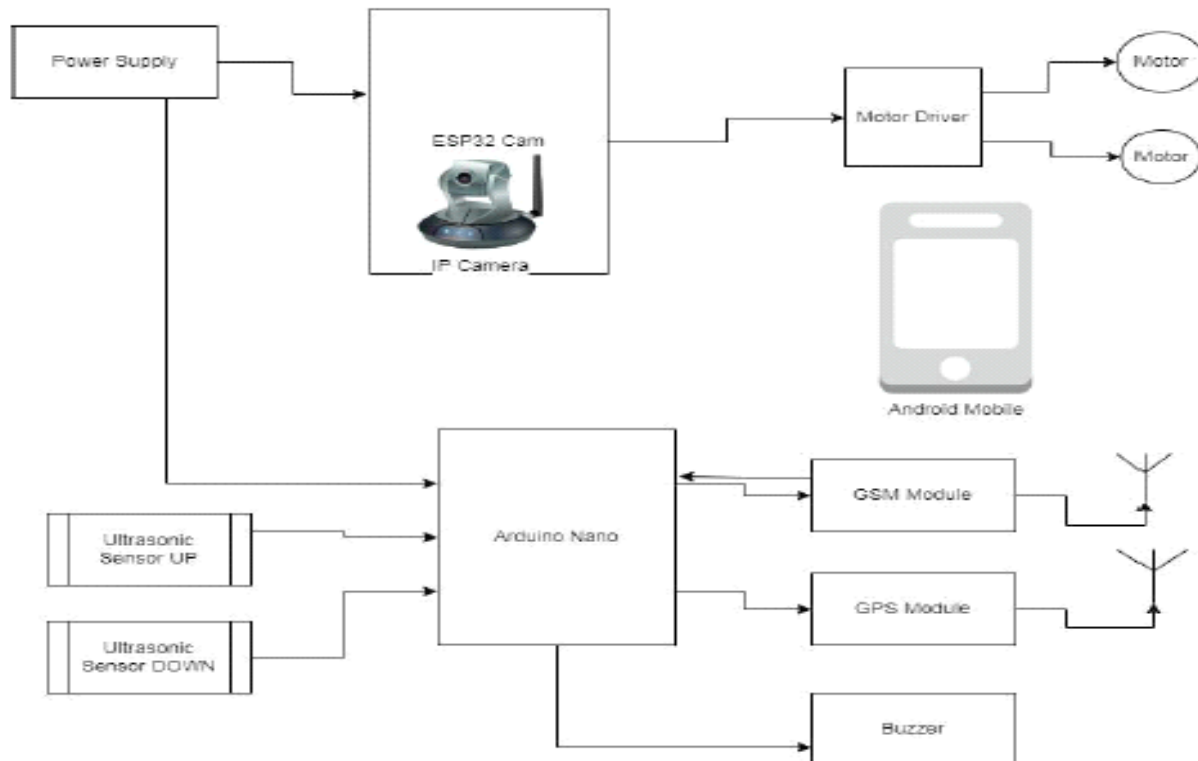 Power Supply
ESP32 Cam
IP Camera
Motor Driver
Motor
Motor
Android Mobile
Ultrasonic
Sensor UP
Ultrasonic
Sensor DOWN
Arduino Nano
GSM Module
GPS Module
Buzzer